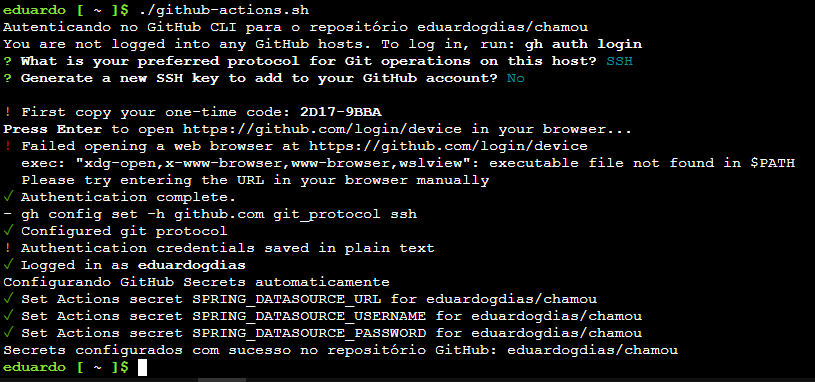 eduardo [ ~ ]$ ./github-actions.sh
Autenticando no GitHub CLI para o repositório eduardogdias/chamou
You are not logged into any GitHub hosts. To log in, run: gh auth login
? What is your preferred protocol for Git operations on this host? SSH
? Generate a new SSH key to add to your GitHub account? No
! First copy your one-time code: 2D17-9BBA
Press Enter to open https://github.com/login/device in your browser...
! Failed opening a web browser at https://github.com/login/device
exec: "xdg-open,x-www-browser,www-browser,wslview": executable file not found in $PATH
Please try entering the URL in your browser manually
✓ Authentication complete.
- gh config set -h github.com git_protocol ssh
✓ Configured git protocol
! Authentication credentials saved in plain text
✓ Logged in as eduardogdias
Configurando GitHub Secrets automaticamente
✓ Set Actions secret SPRING_DATASOURCE_URL for eduardogdias/chamou
✓ Set Actions secret SPRING_DATASOURCE_USERNAME for eduardogdias/chamou
✓ Set Actions secret SPRING_DATASOURCE_PASSWORD for eduardogdias/chamou
Secrets configurados com sucesso no repositório GitHub: eduardogdias/chamou
eduardo [ ~ ]$